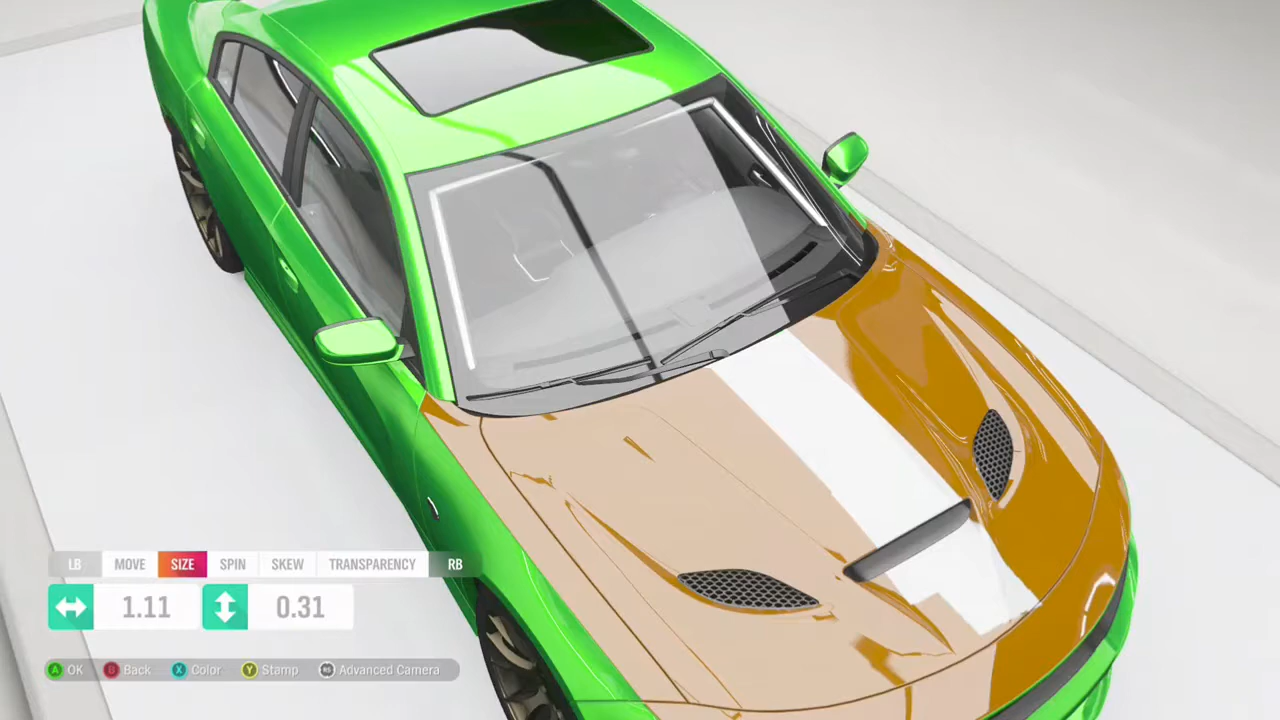 LB MOVE SIZE SPIN SKEW TRANSPARENCY RB
1.11 0.31
A OK B Back X Color Y Stamp RS Advanced Camera